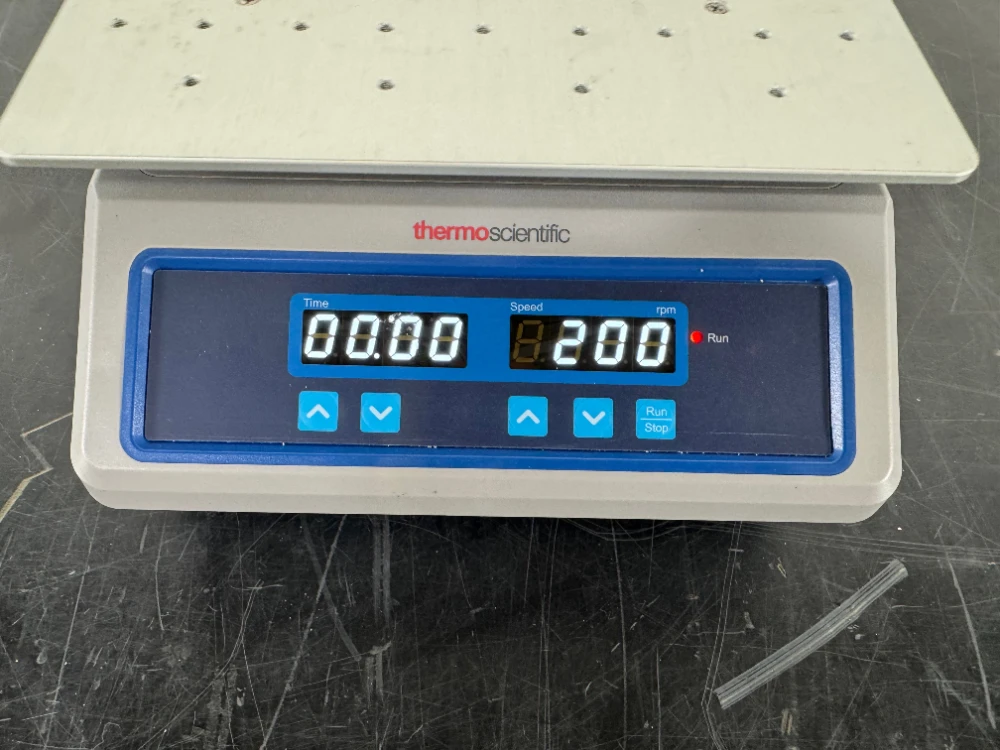 thermoscientific
Time
Speed
rpm
00:00
200
Run
Run
Stop